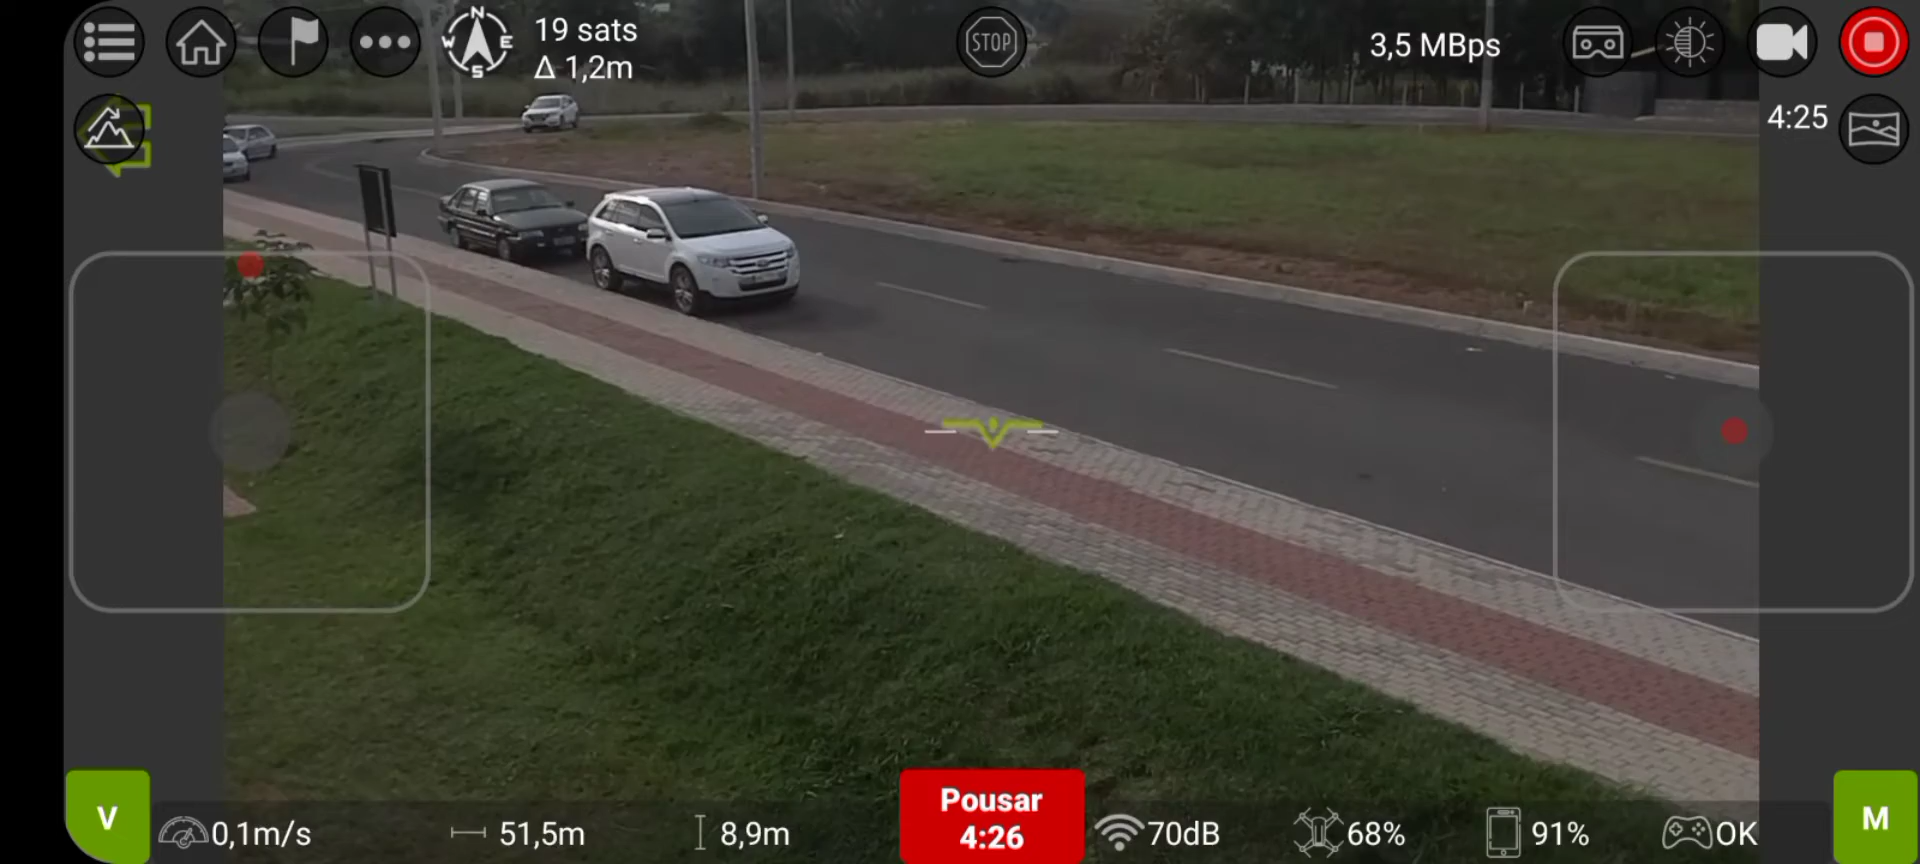 N
W E
S
19 sats
Δ 1,2m
STOP
3,5 MBps
4:25
V
0,1m/s
51,5m
8,9m
Pousar
4:26
70dB
68%
91%
OK
M